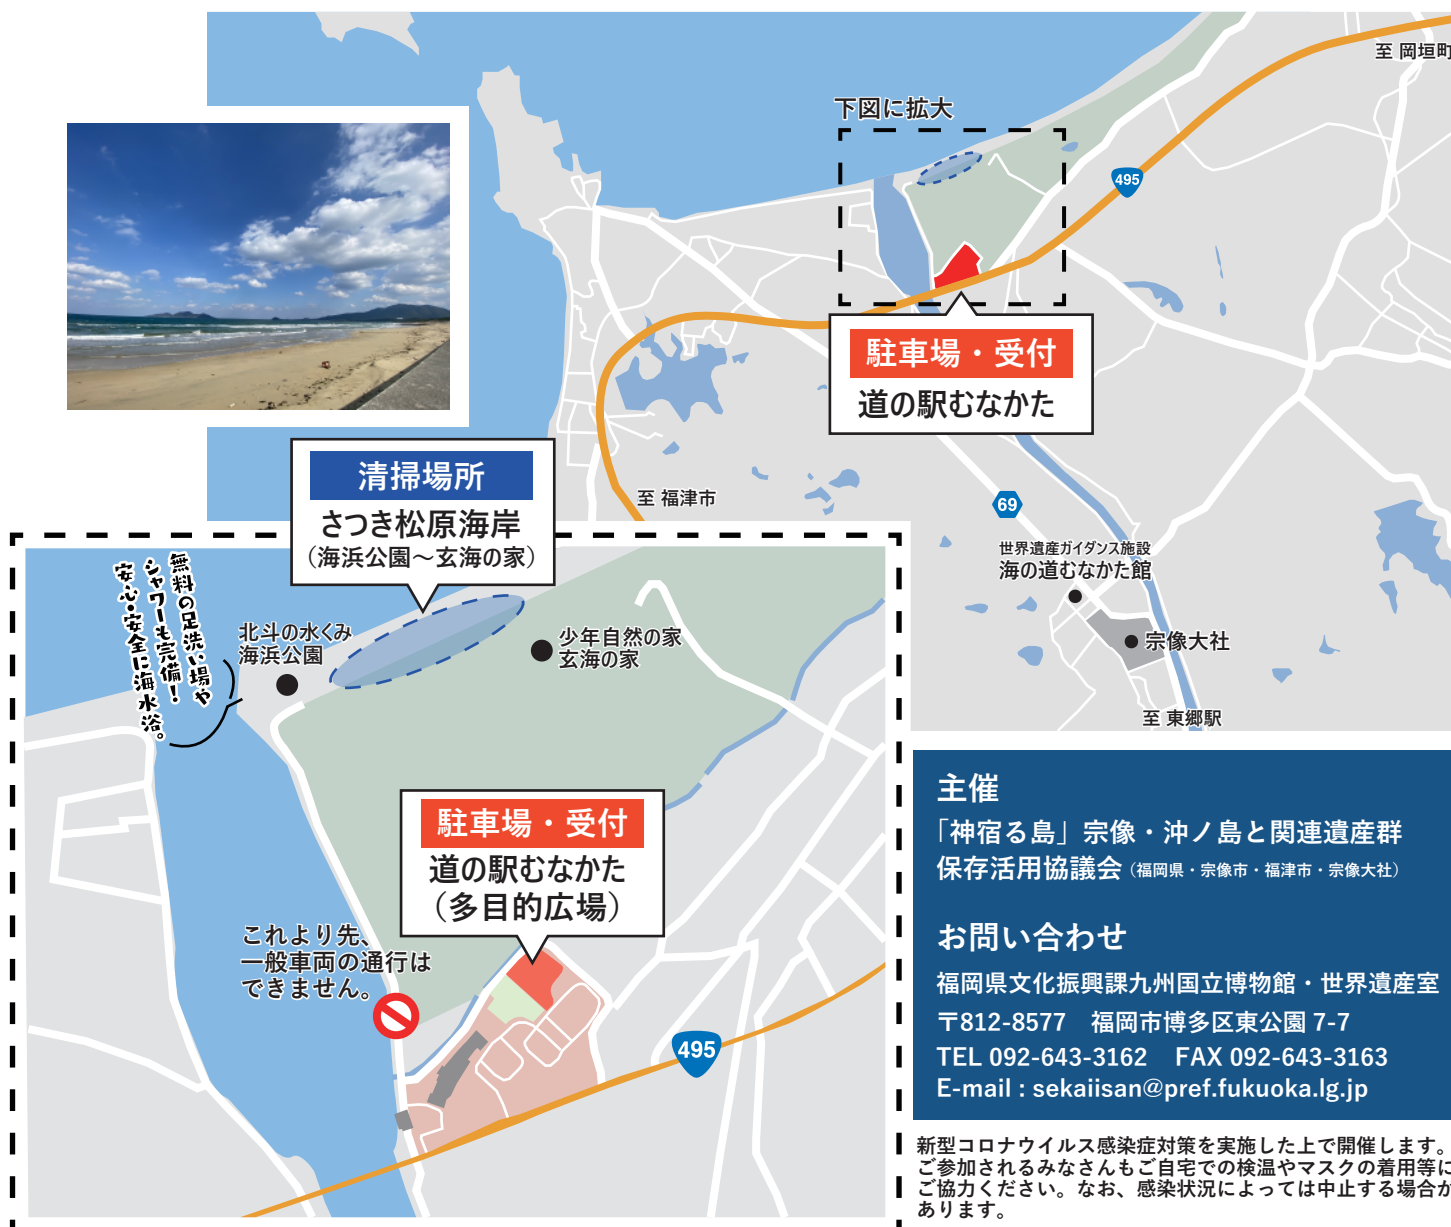 至 岡垣町
下図に拡大
495
駐車場・受付
道の駅むなかた
清掃場所
さつき松原海岸
（海浜公園～玄海の家）
至 福津市
69
世界遺産ガイダンス施設
海の道むなかた館
宗像大社
至 東郷駅
無料の足洗い場や
シャワーも完備！
安心・安全に海水浴。
北斗の水くみ
海浜公園
少年自然の家
玄海の家
駐車場・受付
道の駅むなかた
（多目的広場）
これより先、
一般車両の通行は
できません。
495
主催
「神宿る島」宗像・沖ノ島と関連遺産群
保存活用協議会（福岡県・宗像市・福津市・宗像大社）
お問い合わせ
福岡県文化振興課九州国立博物館・世界遺産室
〒812-8577　福岡市博多区東公園 7-7
TEL 092-643-3162　FAX 092-643-3163
E-mail : sekaiisan@pref.fukuoka.lg.jp
新型コロナウイルス感染症対策を実施した上で開催します。
ご参加されるみなさんもご自宅での検温やマスクの着用等に
ご協力ください。なお、感染状況によっては中止する場合が
あります。